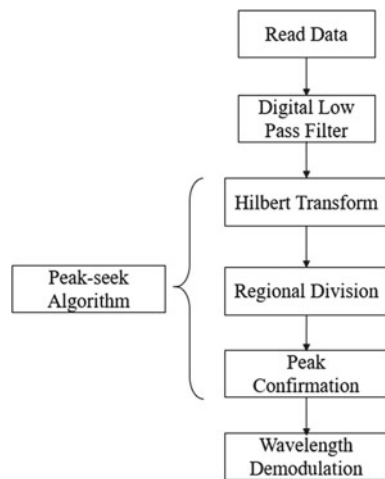 Read Data
Digital Low
Pass Filter
Hilbert Transform
Peak-seek
Algorithm
Regional Division
Peak
Confirmation
Wavelength
Demodulation